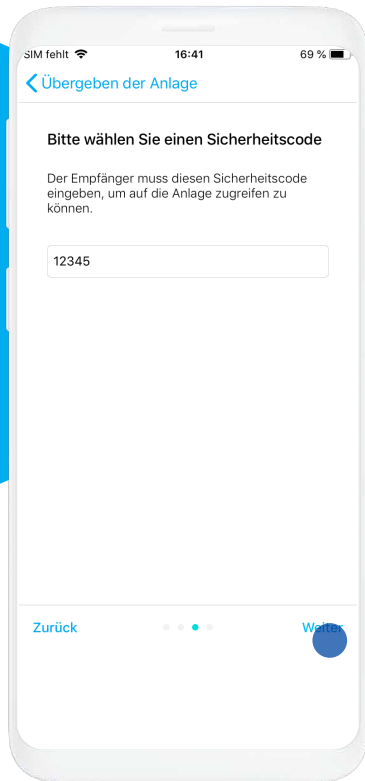 SIM fehlt 16:41 69 %
Übergeben der Anlage
Bitte wählen Sie einen Sicherheitscode
Der Empfänger muss diesen Sicherheitscode
eingeben, um auf die Anlage zugreifen zu
können.
12345
Zurück Weiter